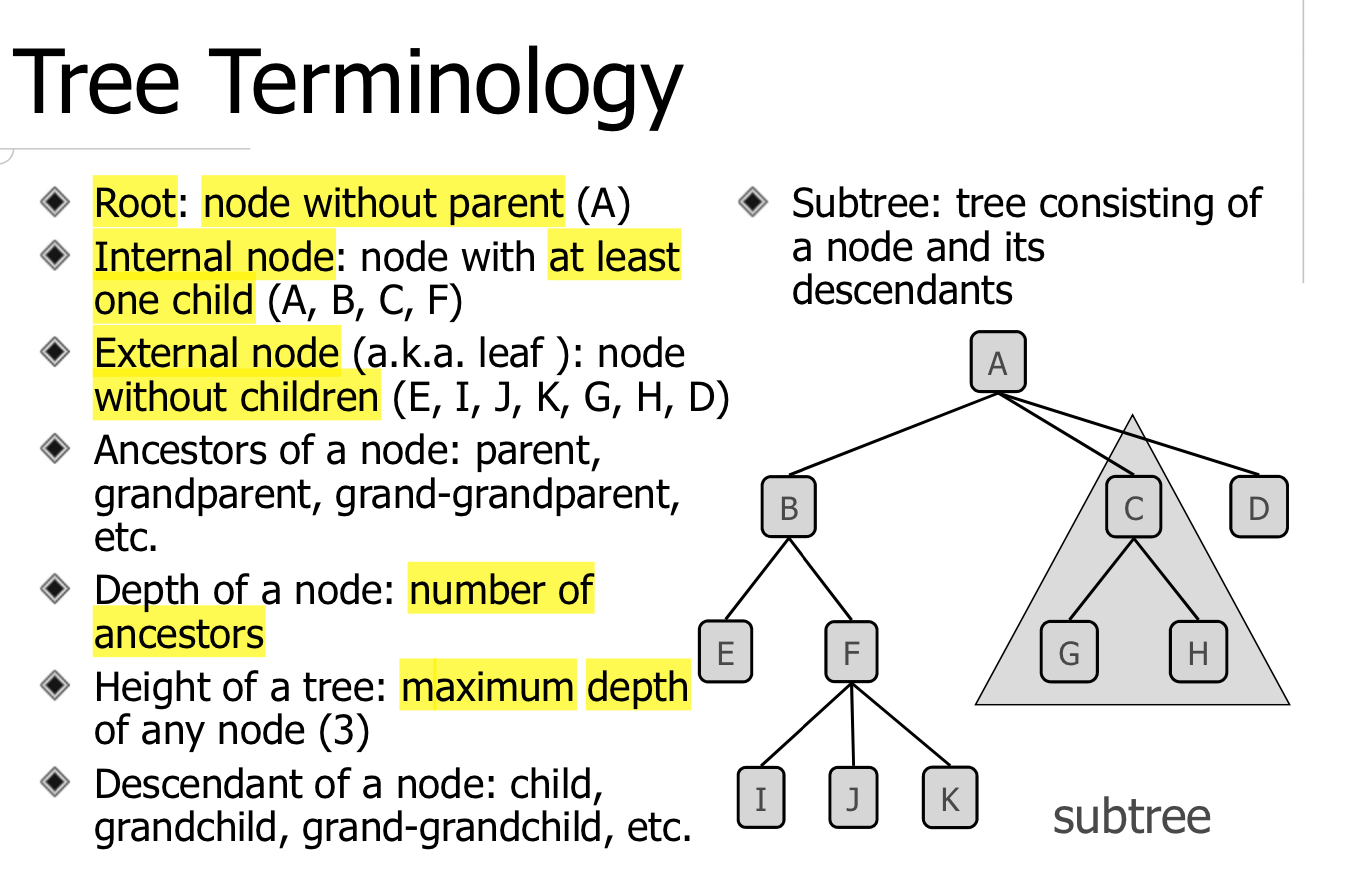 Tree Terminology
Root: node without parent (A)
Internal node: node with at least
one child (A, B, C, F)
External node (a.k.a. leaf ): node
without children (E, I, J, K, G, H, D)
Ancestors of a node: parent,
grandparent, grand-grandparent,
etc.
Depth of a node: number of
ancestors
Height of a tree: maximum depth
of any node (3)
Descendant of a node: child,
grandchild, grand-grandchild, etc.
Subtree: tree consisting of
a node and its
descendants
A
B
C
D
E
F
G
H
I
J
K
subtree